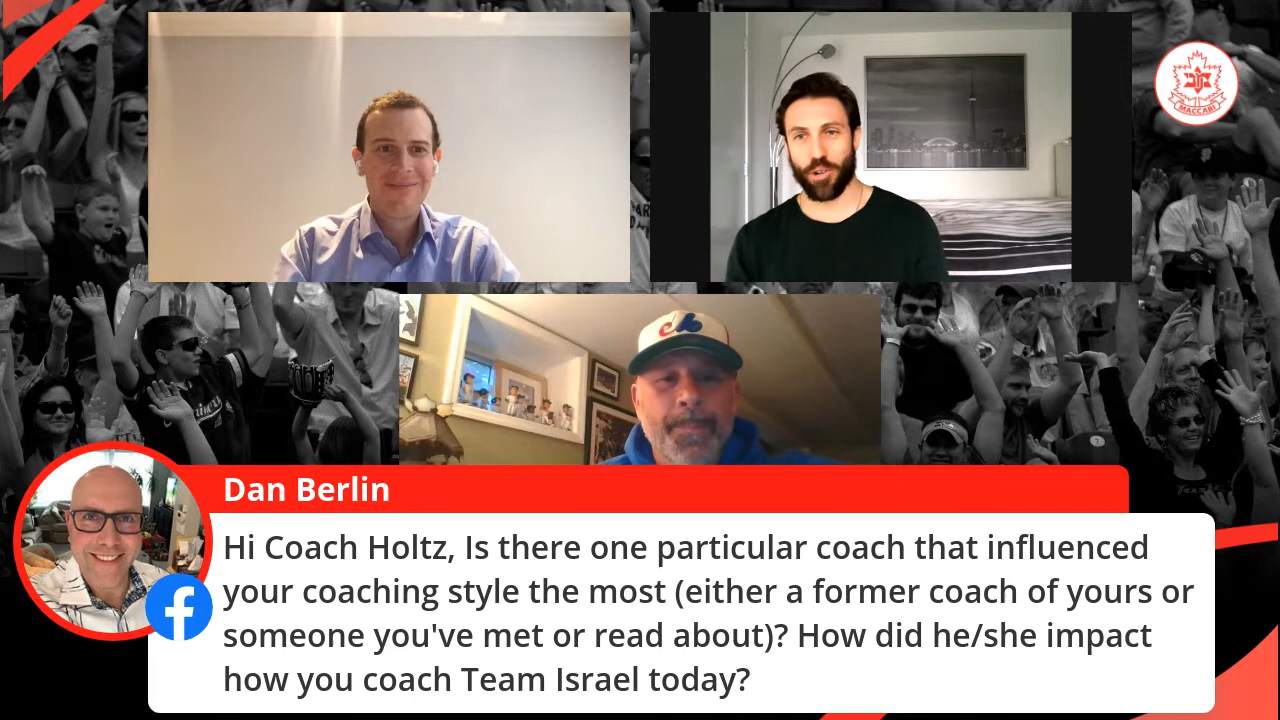 MACCABI
Dan Berlin
Hi Coach Holtz, Is there one particular coach that influenced
your coaching style the most (either a former coach of yours or
someone you've met or read about)? How did he/she impact
how you coach Team Israel today?